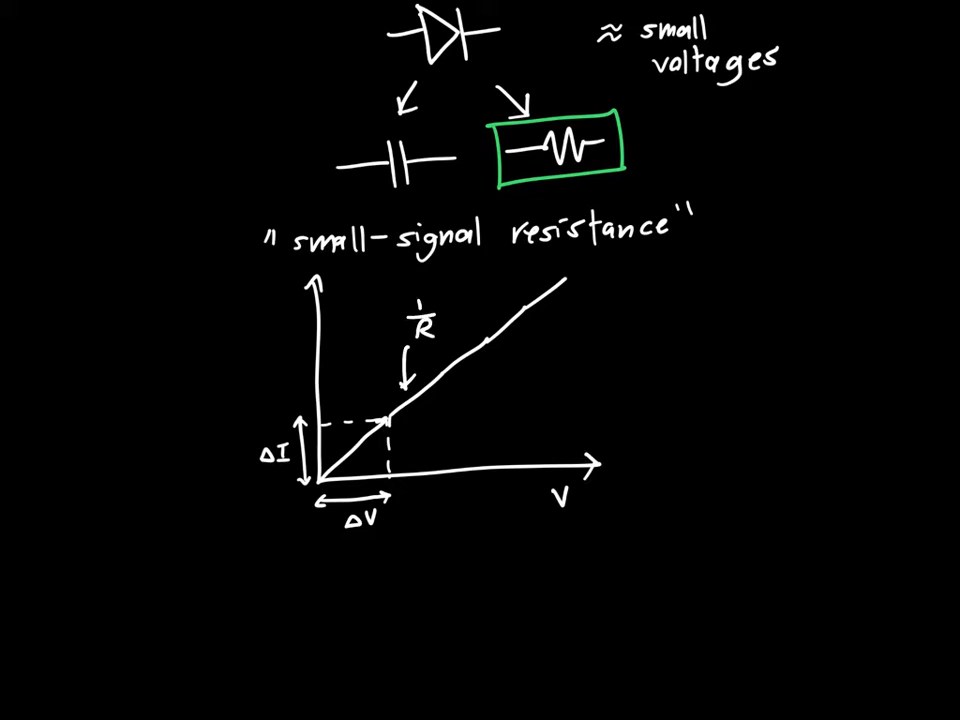 ≈ small
voltages
"small-signal resistance"
1/R
ΔI
ΔV
V